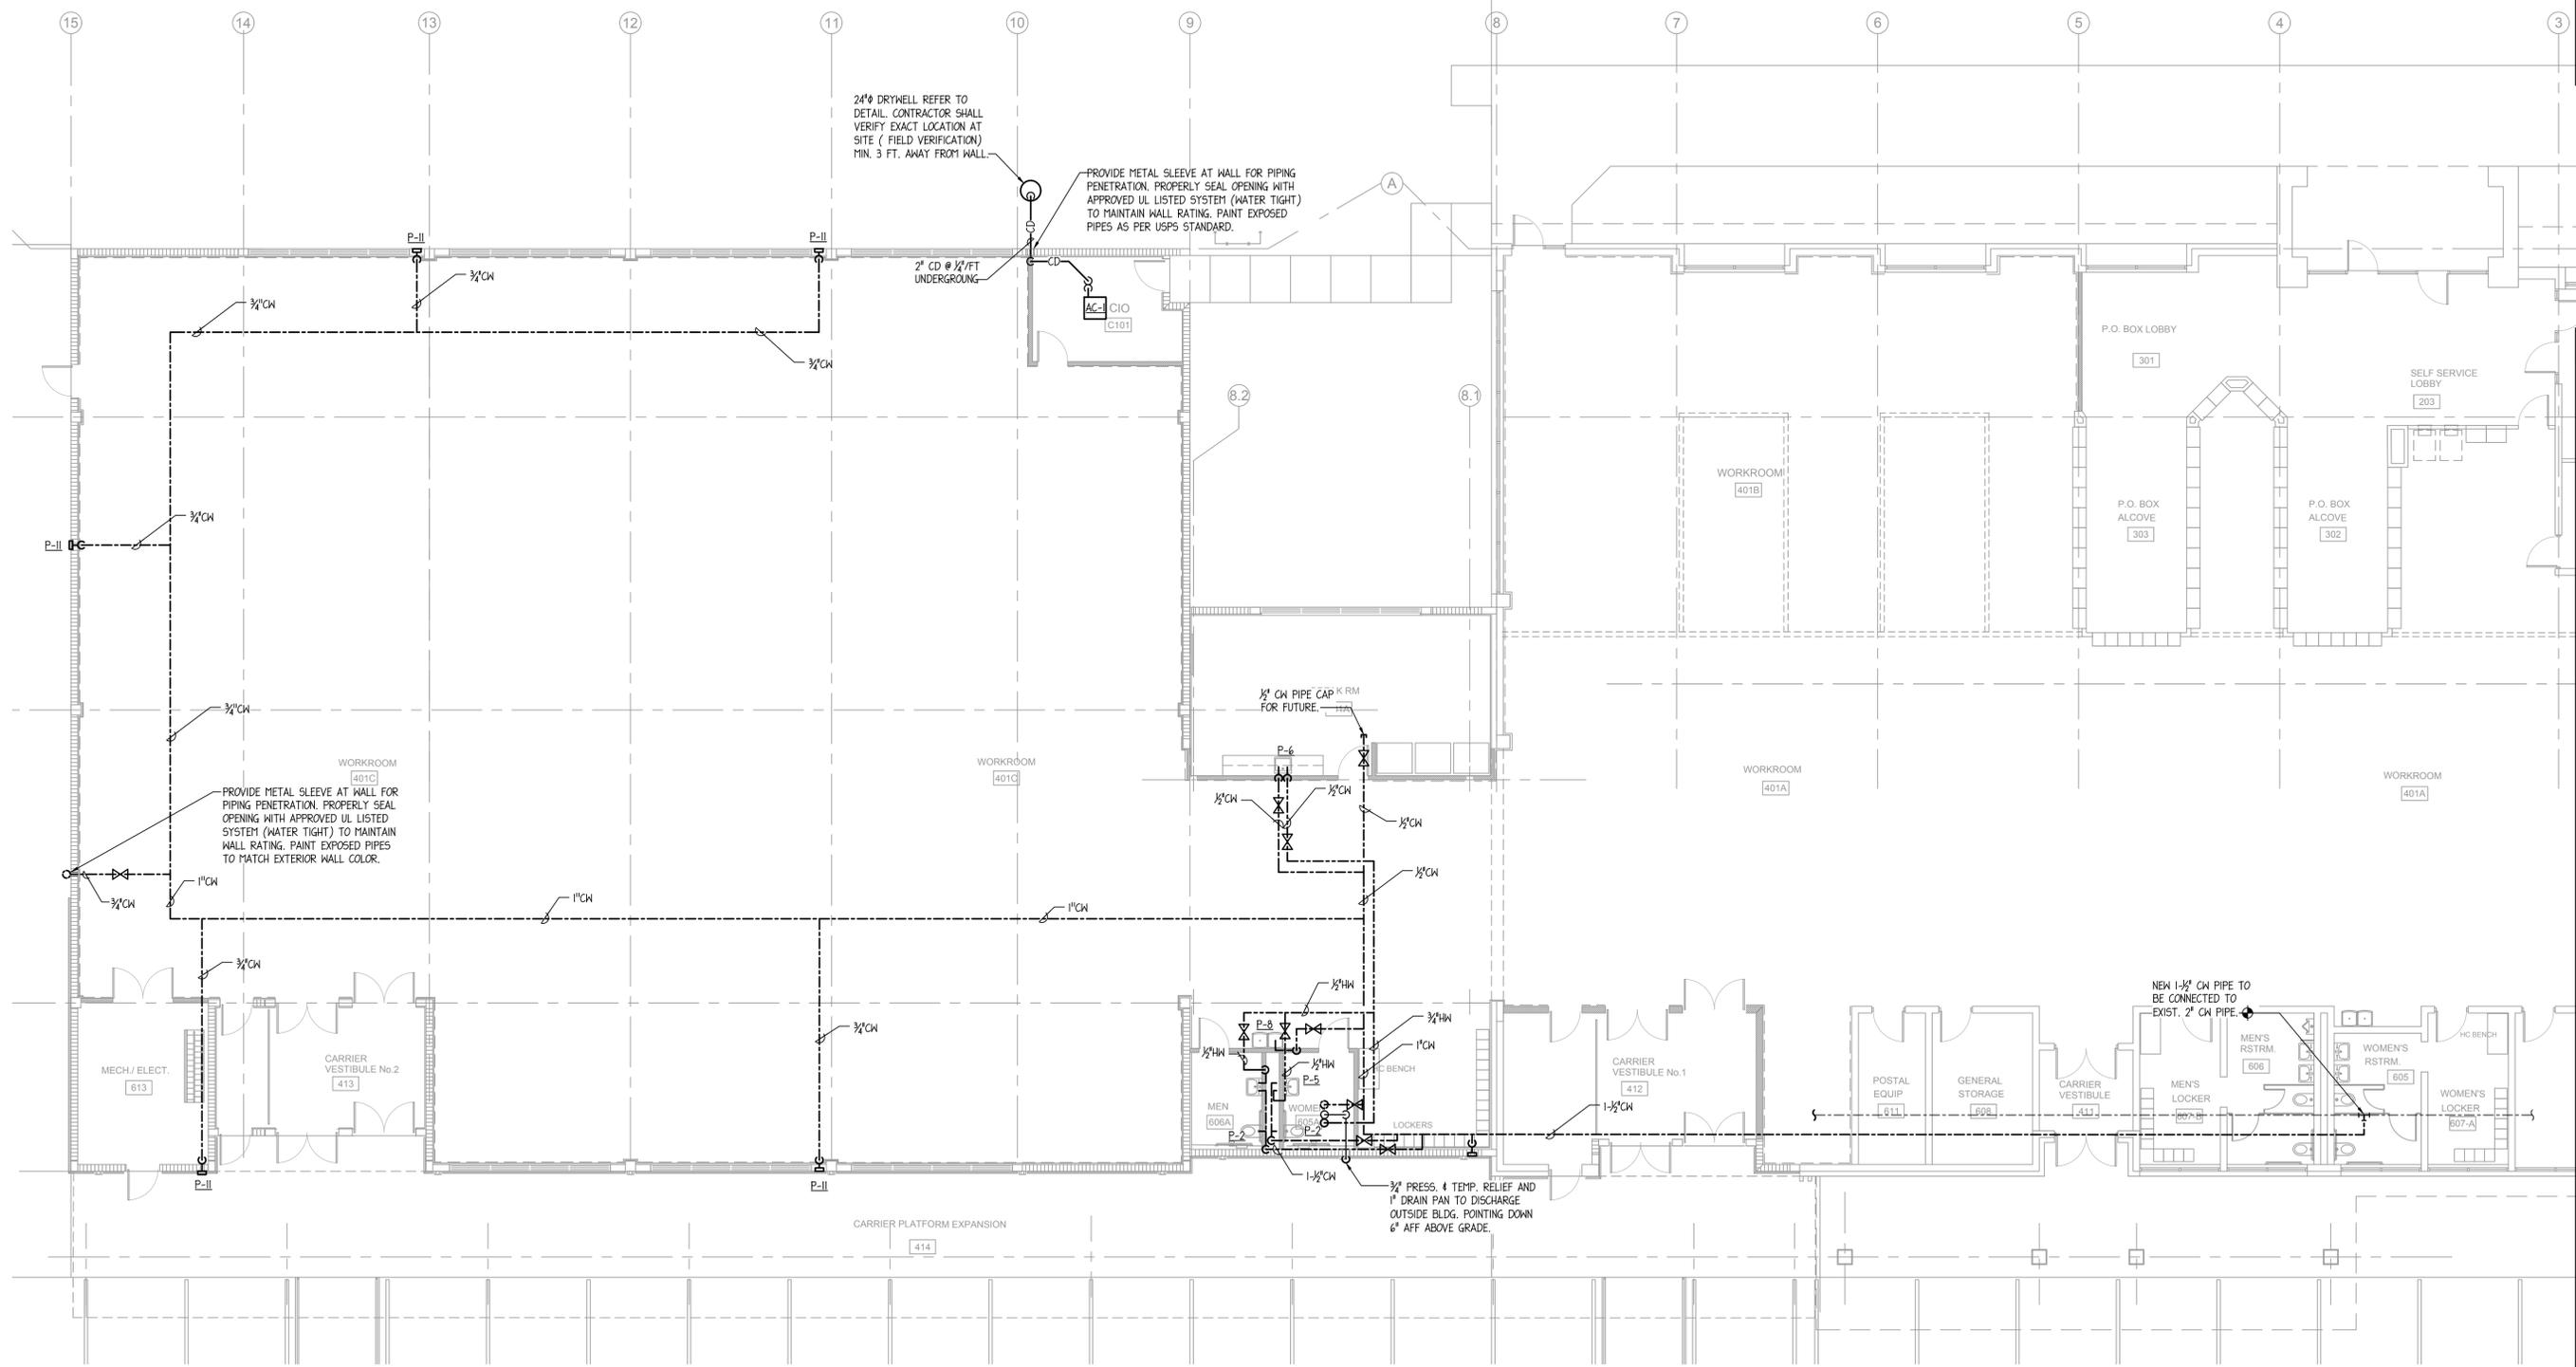 15
14
13
12
11
10
9
8
7
6
5
4
3
24"Φ DRYWELL REFER TO
DETAIL. CONTRACTOR SHALL
VERIFY EXACT LOCATION AT
SITE ( FIELD VERIFICATION)
MIN. 3 FT. AWAY FROM WALL.
PROVIDE METAL SLEEVE AT WALL FOR PIPING
PENETRATION. PROPERLY SEAL OPENING WITH
APPROVED UL LISTED SYSTEM (WATER TIGHT)
TO MAINTAIN WALL RATING. PAINT EXPOSED
PIPES AS PER USPS STANDARD.
A
CD
P-11
P-11
2" CD @ 1/4"/FT
UNDERGROUNG
CD
3/4"CW
3/4"CW
AC-1
CIO
C101
3/4"CW
P.O. BOX LOBBY
301
SELF SERVICE
LOBBY
203
8.2
8.1
WORKROOM
401B
P.O. BOX
ALCOVE
303
P.O. BOX
ALCOVE
302
3/4"CW
P-11
1/2" CW PIPE CAP
FOR FUTURE.
K RM
3/4"CW
P-6
WORKROOM
401C
WORKROOM
401C
WORKROOM
401A
WORKROOM
401A
PROVIDE METAL SLEEVE AT WALL FOR
PIPING PENETRATION. PROPERLY SEAL
OPENING WITH APPROVED UL LISTED
SYSTEM (WATER TIGHT) TO MAINTAIN
WALL RATING. PAINT EXPOSED PIPES
TO MATCH EXTERIOR WALL COLOR.
1/2"CW
1/2"CW
1/2"CW
1/2"CW
1"CW
3/4"CW
1"CW
1"CW
3/4"CW
1/2"HW
NEW 1-1/2" CW PIPE TO
BE CONNECTED TO
EXIST. 2" CW PIPE.
3/4"CW
P-8
3/4"HW
1"CW
1/2"HW
1/2"HW
P-5
HC BENCH
MECH./ ELECT.
613
CARRIER
VESTIBULE No.2
413
MEN
606A
WOMEN
605A
P-2
P-2
LOCKERS
CARRIER
VESTIBULE No.1
412
1-1/2"CW
POSTAL
EQUIP
611
GENERAL
STORAGE
608
CARRIER
VESTIBULE
411
MEN'S
LOCKER
MEN'S
RSTRM.
606
WOMEN'S
RSTRM.
605
HC BENCH
WOMEN'S
LOCKER
607-A
P-11
P-11
1-1/2"CW
3/4" PRESS. & TEMP. RELIEF AND
1" DRAIN PAN TO DISCHARGE
OUTSIDE BLDG. POINTING DOWN
6" AFF ABOVE GRADE.
CARRIER PLATFORM EXPANSION
414